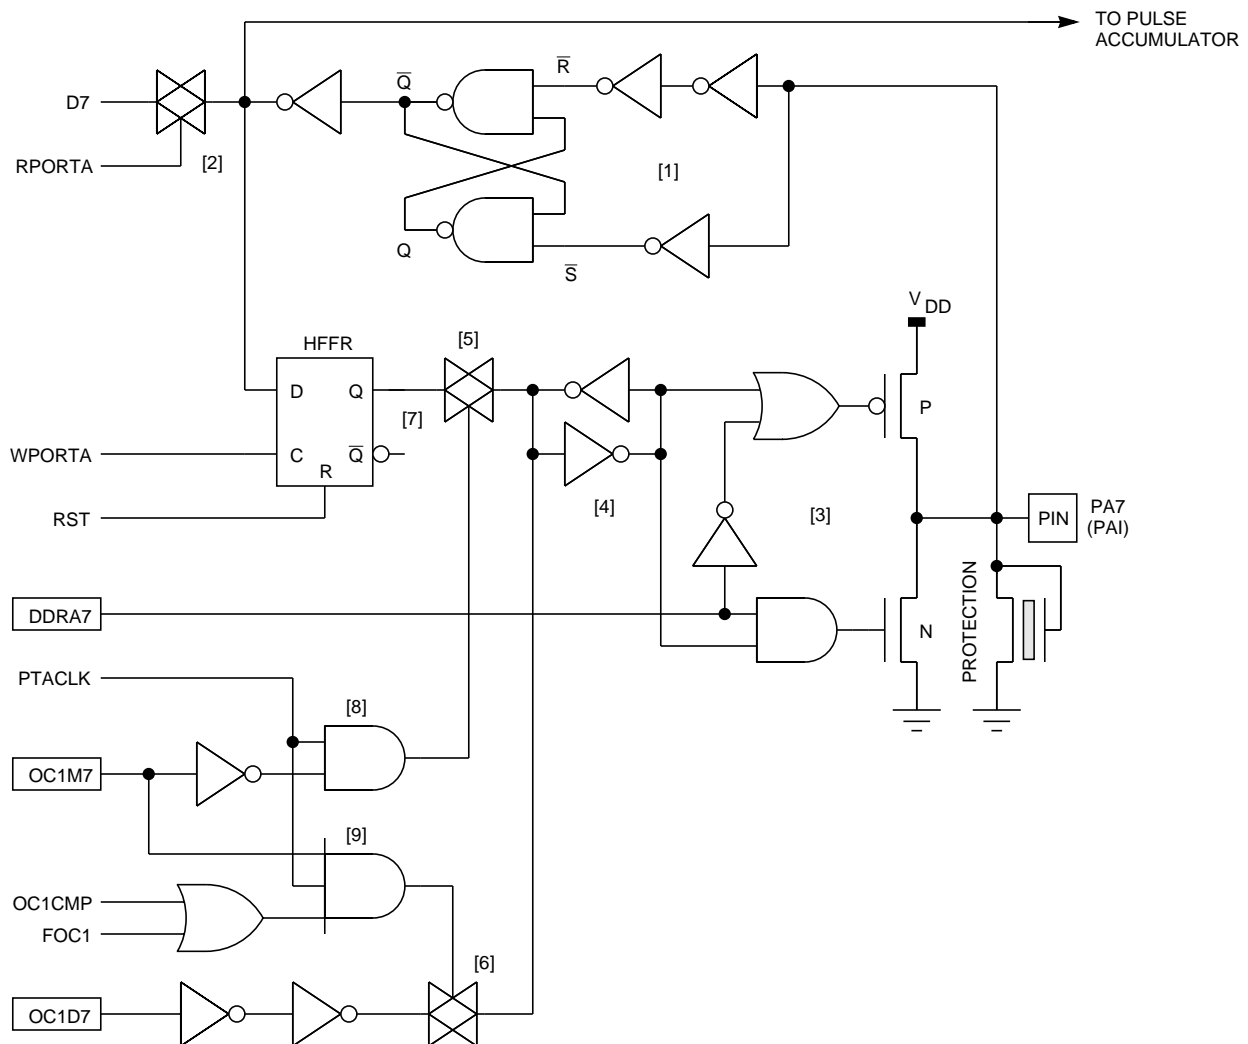 TO PULSE
ACCUMULATOR
R̅
Q̅
D7
RPORTA
[2]
[1]
Q
S̅
V DD
HFFR
[5]
D
Q
P
[7]
WPORTA
C
Q̅
R
[4]
[3]
RST
PIN
PA7
(PAI)
PROTECTION
DDRA7
N
PTACLK
[8]
OC1M7
[9]
OC1CMP
FOC1
[6]
OC1D7